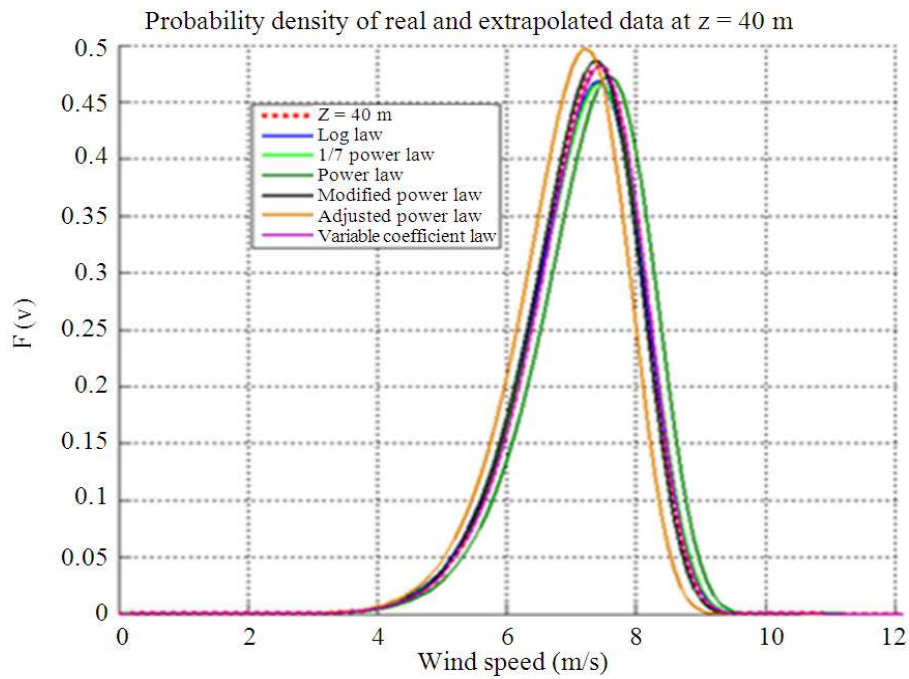 Probability density of real and extrapolated data at z = 40 m
0.5
0.45
0.4
0.35
0.3
0.25
0.2
0.15
0.1
0.05
0
F (v)
Z = 40 m
Log law
1/7 power law
Power law
Modified power law
Adjusted power law
Variable coefficient law
0 2 4 6 8 10 12
Wind speed (m/s)